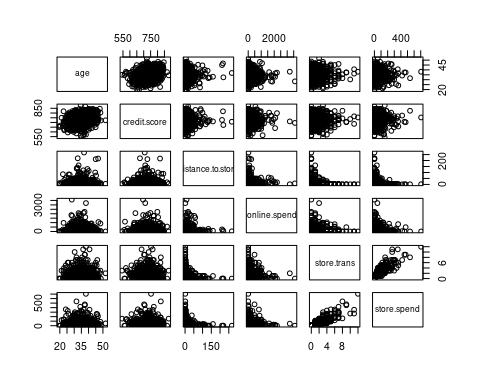 550 750
0 2000
0 400
age
20 45
550 850
credit.score
istance.to.stor
0 200
0 3000
online.spend
store.trans
0 6
0 500
store.spend
20 35 50
0 150
0 4 8